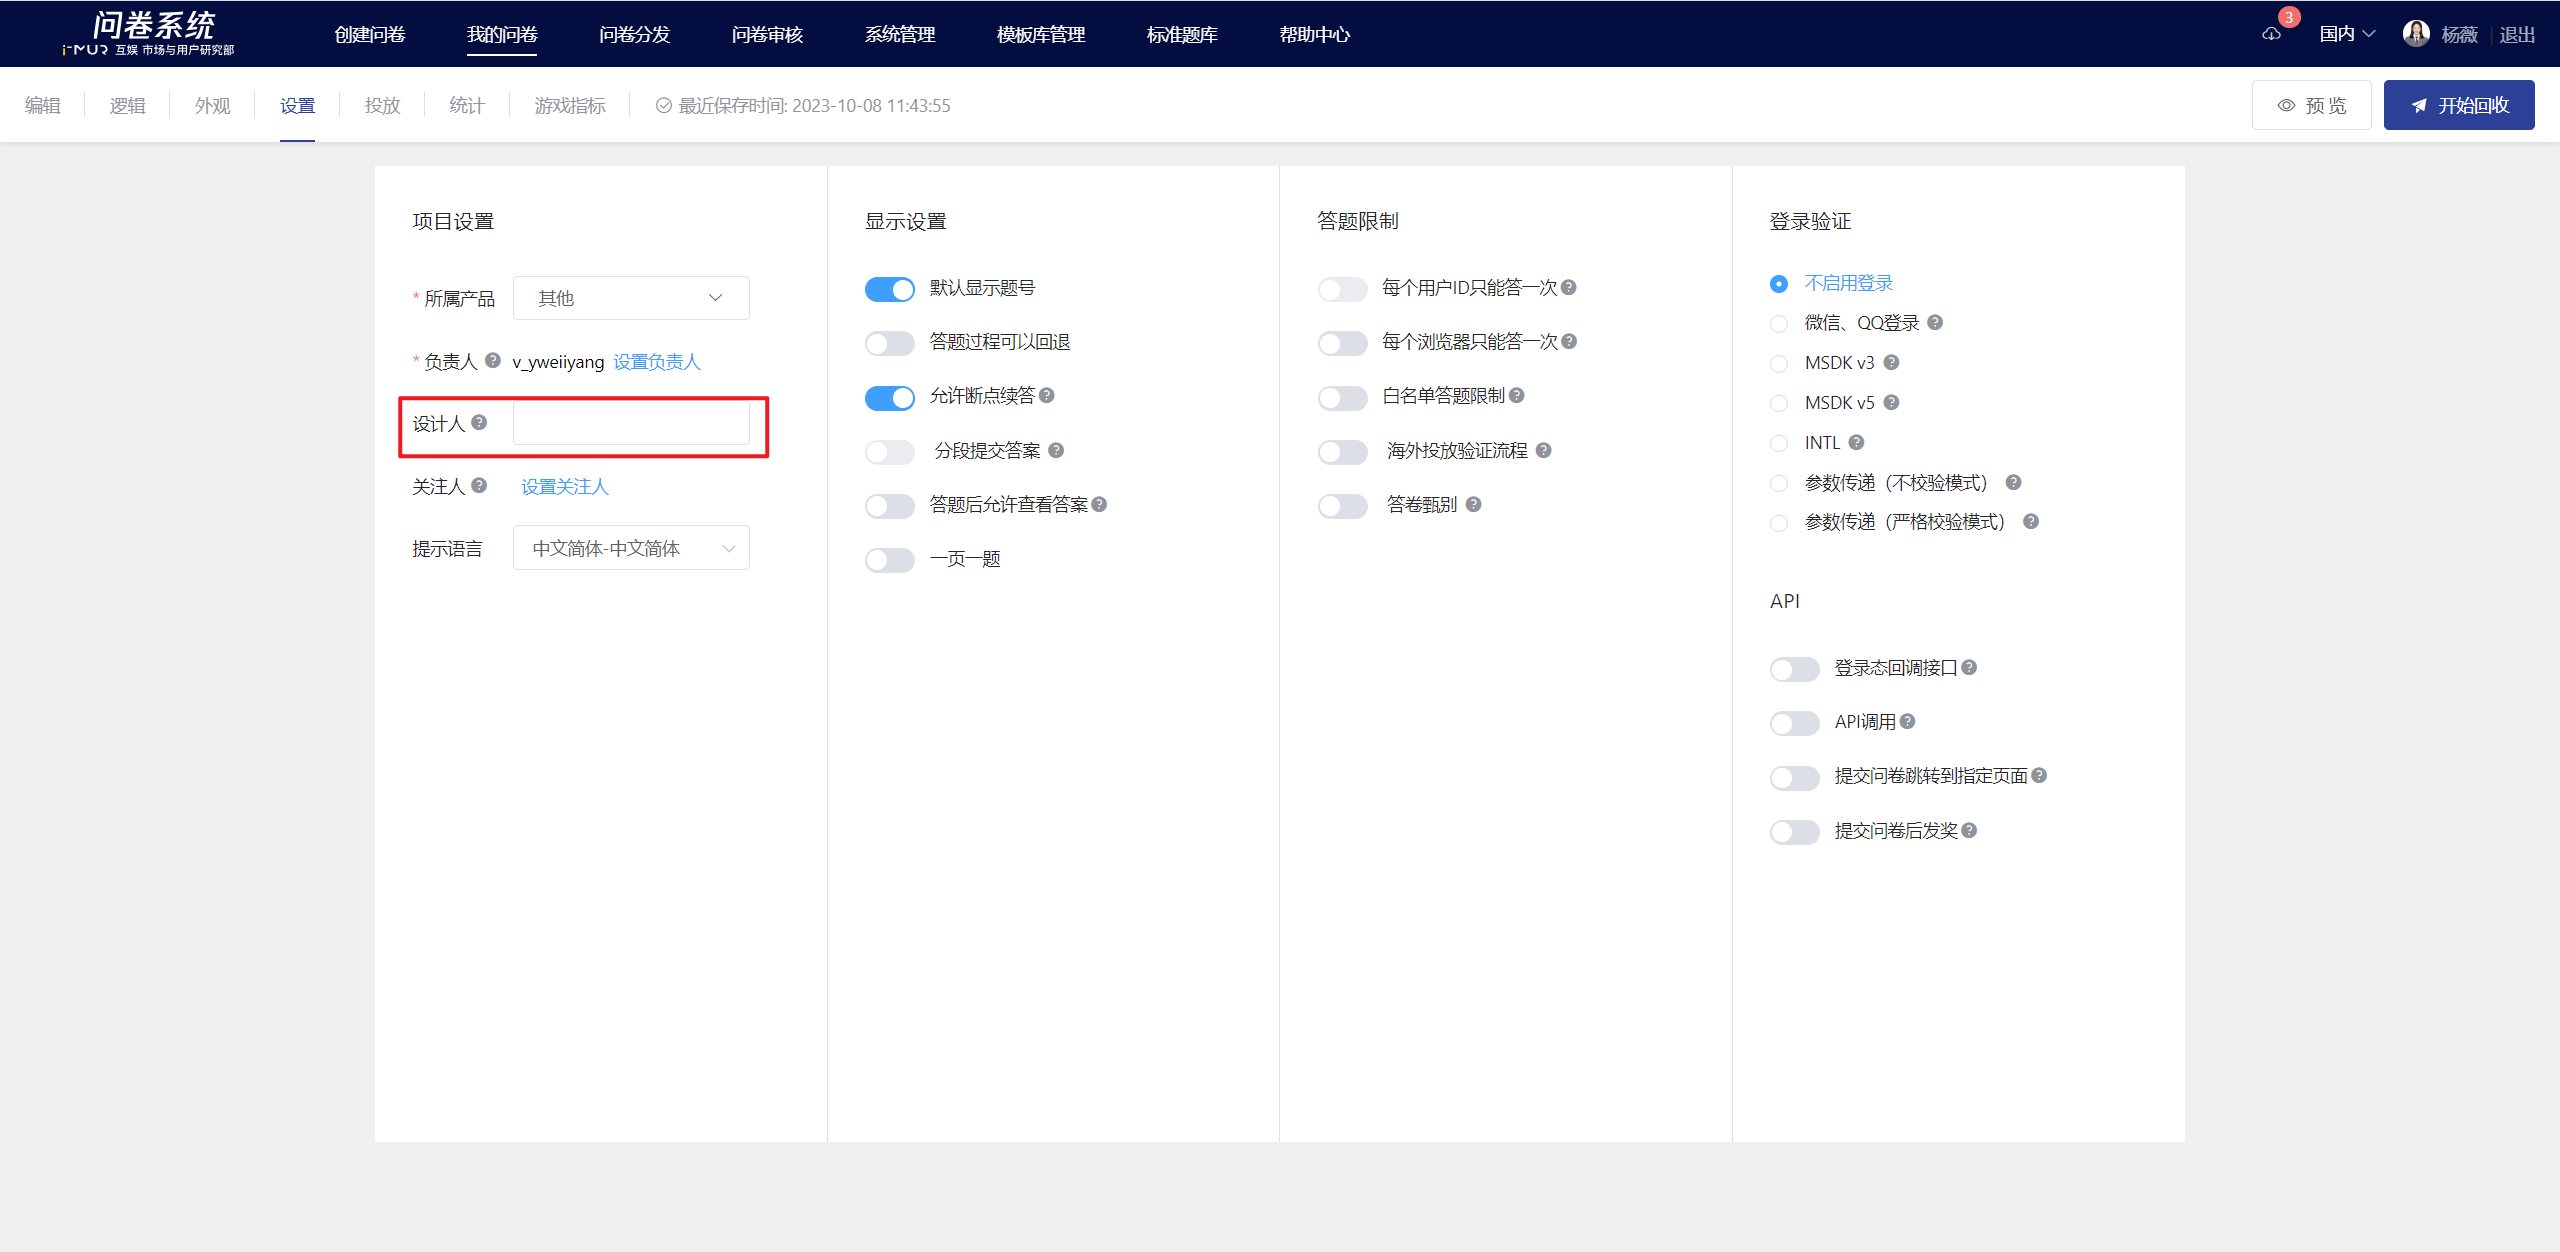 问卷系统
i-MUR 互娱 市场与用户研究部
创建问卷
我的问卷
问卷分发
问卷审核
系统管理
模板库管理
标准题库
帮助中心
3
国内
杨薇
退出
编辑
逻辑
外观
设置
投放
统计
游戏指标
最近保存时间: 2023-10-08 11:43:55
预 览
开始回收
项目设置
* 所属产品
其他
* 负责人 ?
v_yweiiyang 设置负责人
设计人 ?
关注人 ?
设置关注人
提示语言
中文简体-中文简体
显示设置
默认显示题号
答题过程可以回退
允许断点续答 ?
分段提交答案 ?
答题后允许查看答案 ?
一页一题
答题限制
每个用户ID只能答一次 ?
每个浏览器只能答一次 ?
白名单答题限制 ?
海外投放验证流程 ?
答卷甄别 ?
登录验证
不启用登录
微信、QQ登录 ?
MSDK v3 ?
MSDK v5 ?
INTL ?
参数传递（不校验模式） ?
参数传递（严格校验模式） ?
API
登录态回调接口 ?
API调用 ?
提交问卷跳转到指定页面 ?
提交问卷后发奖 ?